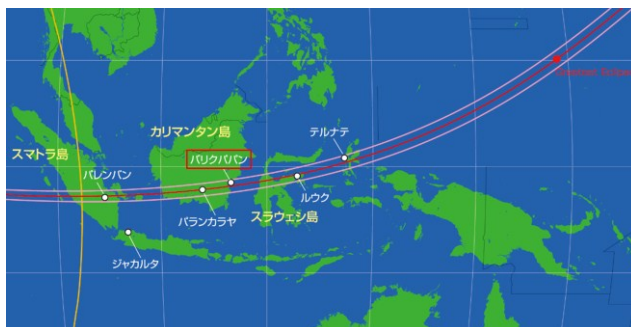 テルナテ
カリマンタン島
スマトラ島
バリクパパン
パレンバン
ルウク
パランカラヤ
スラウェシ島
ジャカルタ